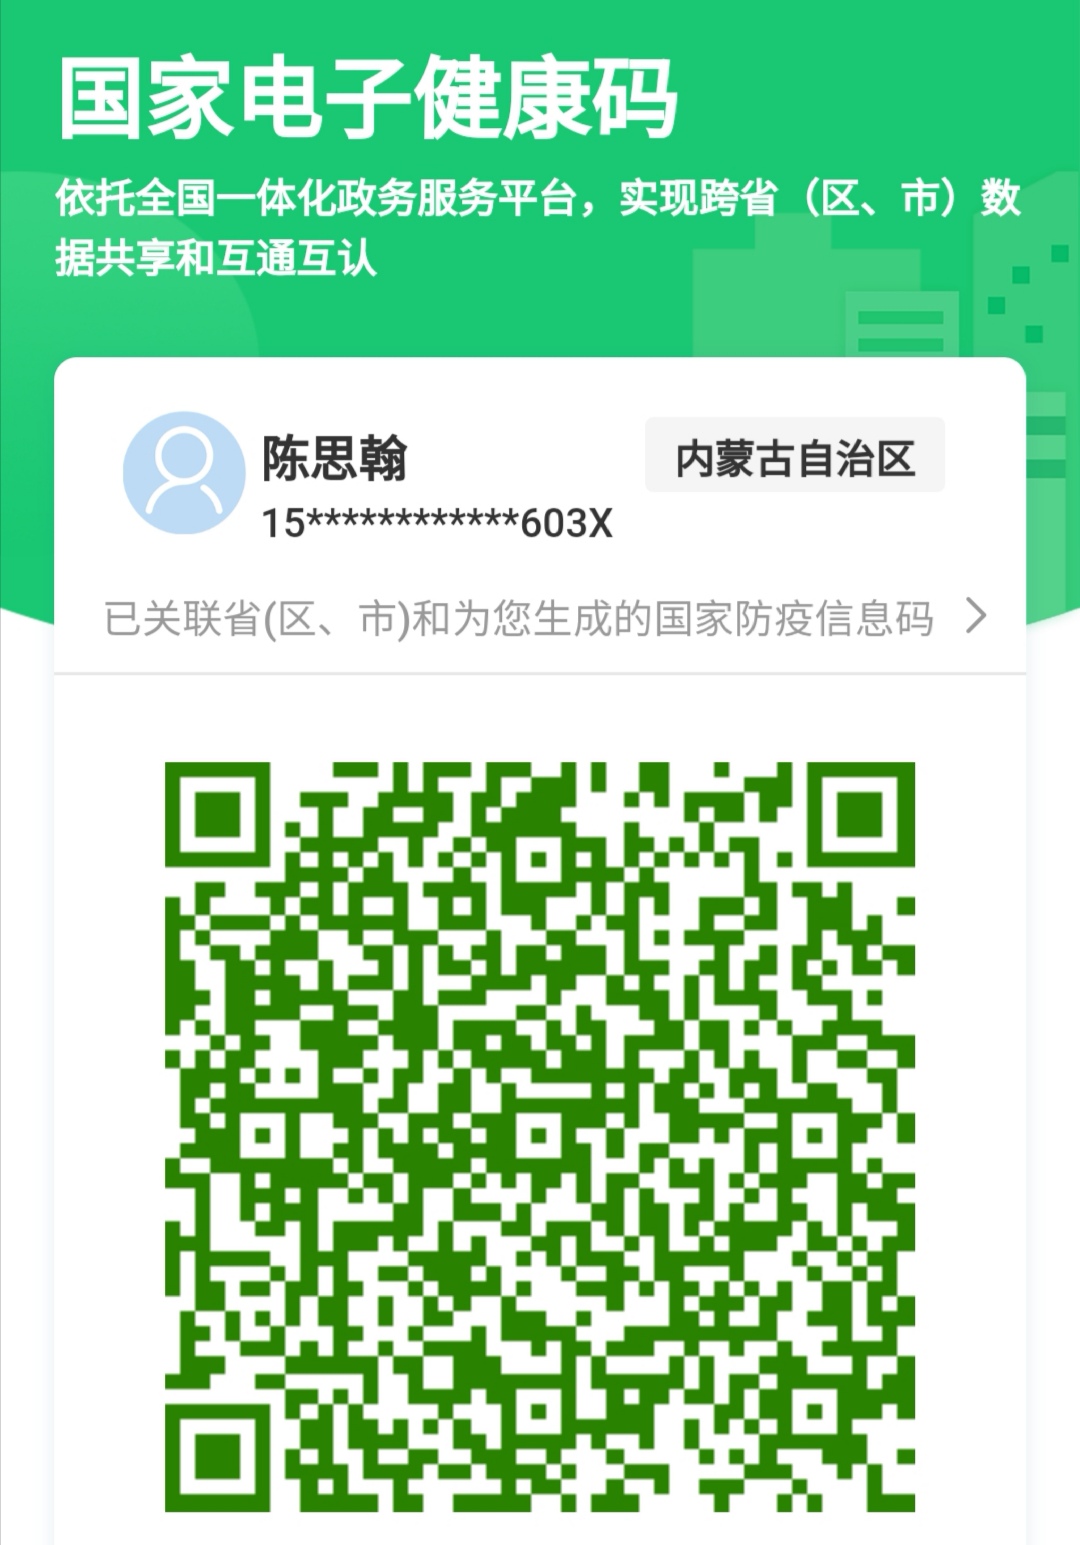 国家电子健康码
依托全国一体化政务服务平台，实现跨省（区、市）数
据共享和互通互认
陈思翰
内蒙古自治区
15************603X
已关联省(区、市)和为您生成的国家防疫信息码